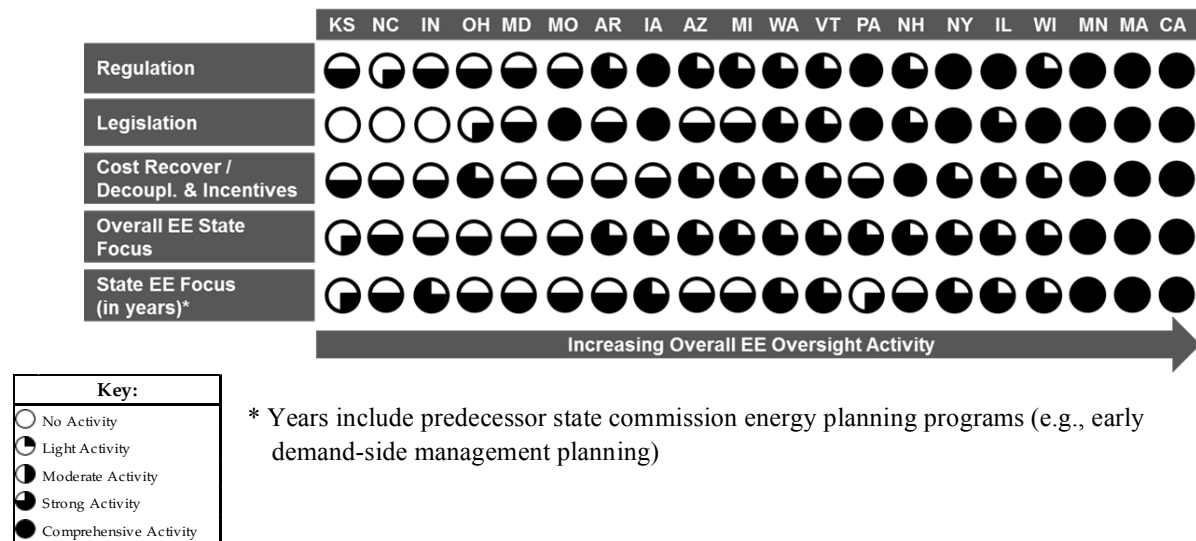 KS NC IN OH MD MO AR IA AZ MI WA VT PA NH NY IL WI MN MA CA
Regulation
Legislation
Cost Recover /
Decoupl. & Incentives
Overall EE State
Focus
State EE Focus
(in years)*
Increasing Overall EE Oversight Activity
Key:
No Activity
Light Activity
Moderate Activity
Strong Activity
Comprehensive Activity
* Years include predecessor state commission energy planning programs (e.g., early
demand-side management planning)